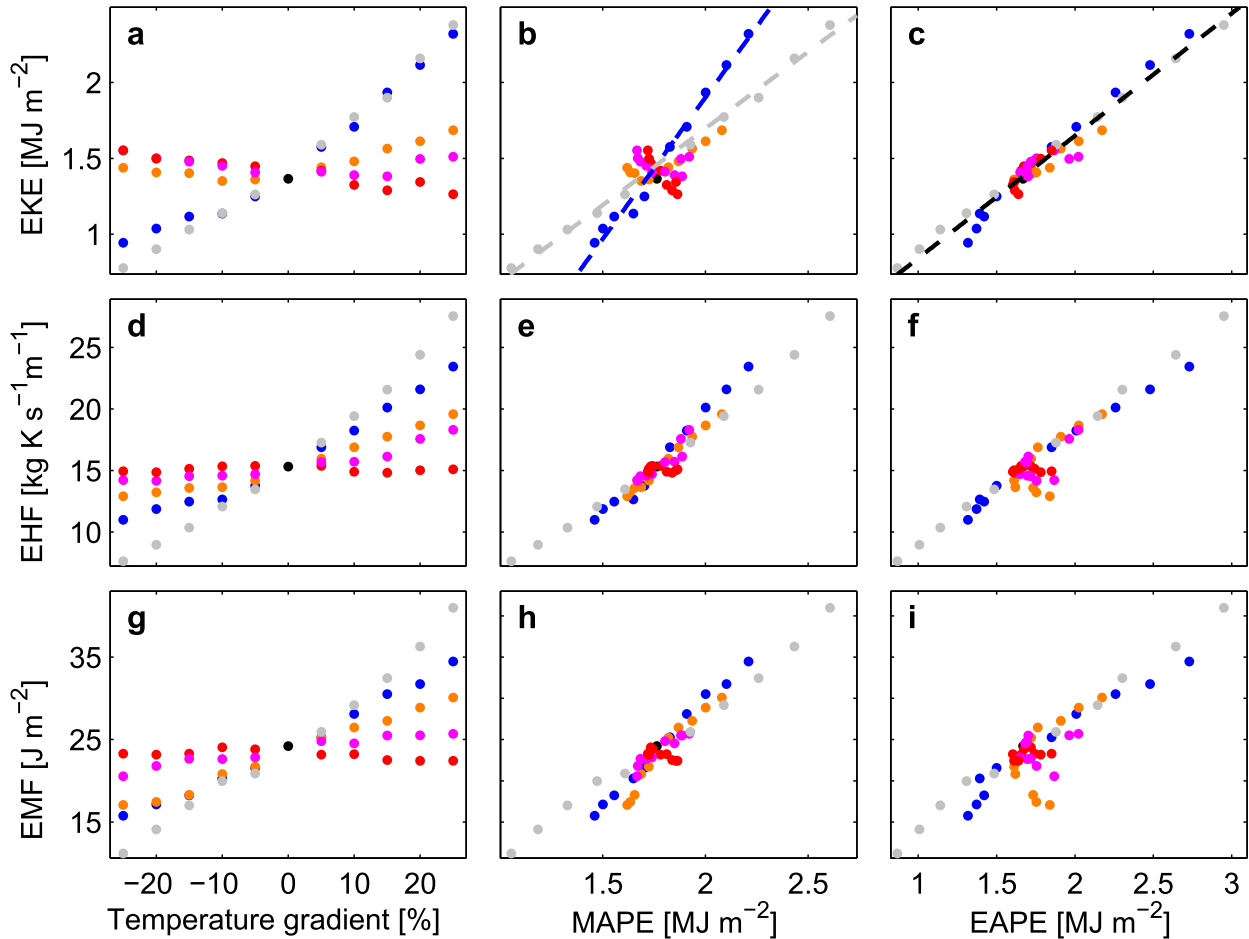 a
b
c
EKE [MJ m−2]
2
1.5
1
d
e
f
EHF [kg K s−1m−1]
25
20
15
10
g
h
i
EMF [J m−2]
35
25
15
−20 −10 0 10 20
1.5 2 2.5
1 1.5 2 2.5 3
Temperature gradient [%]
MAPE [MJ m−2]
EAPE [MJ m−2]